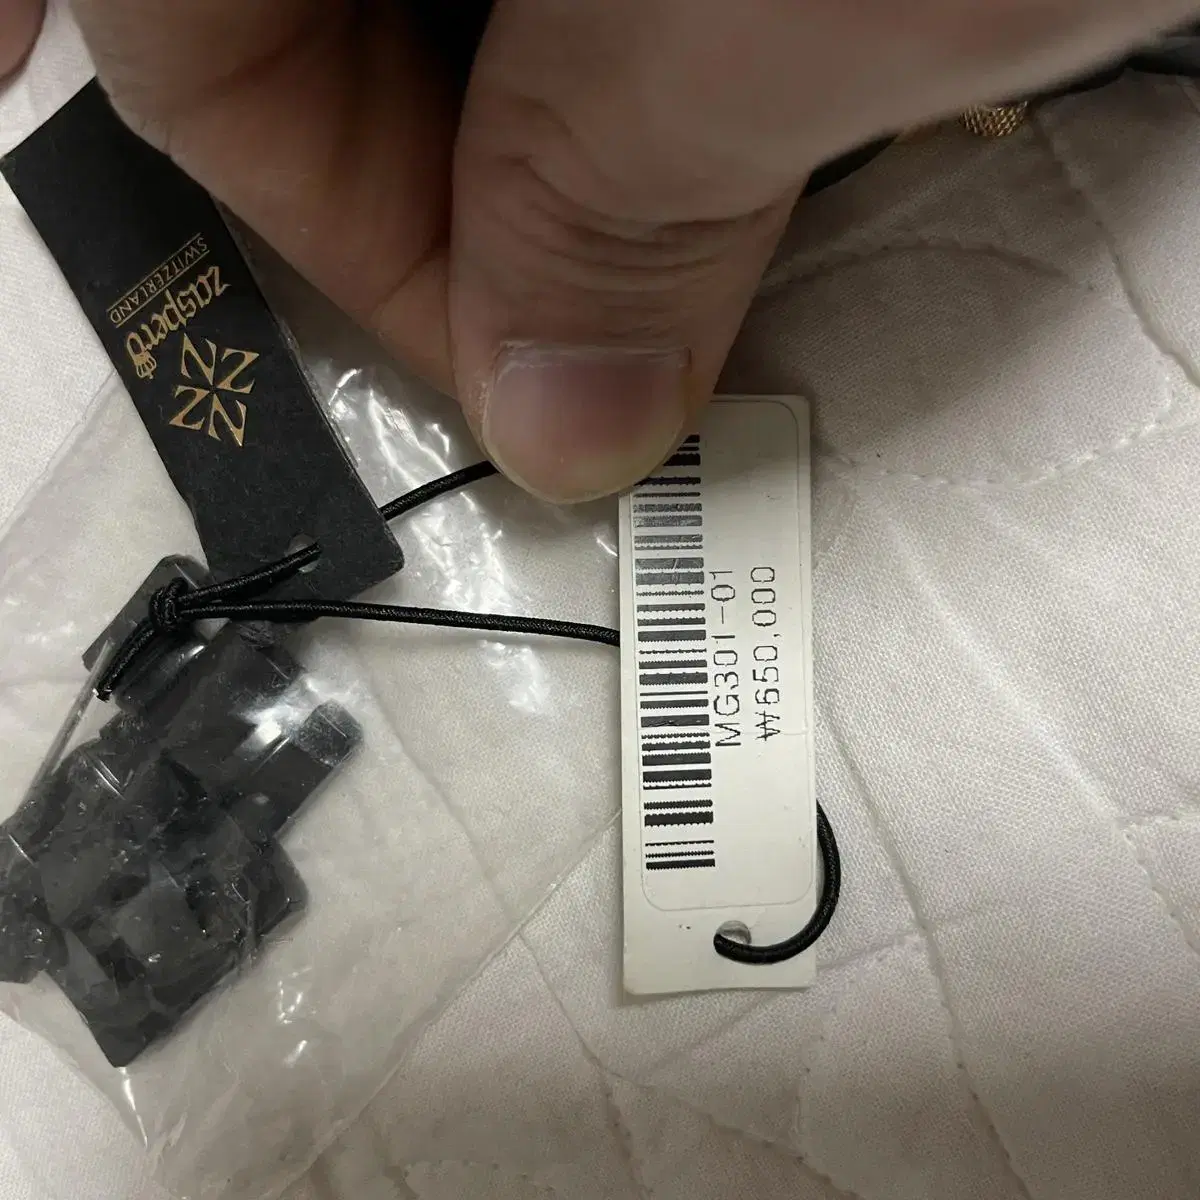 zaspero
SWITZERLAND
MG301-01
₩650,000